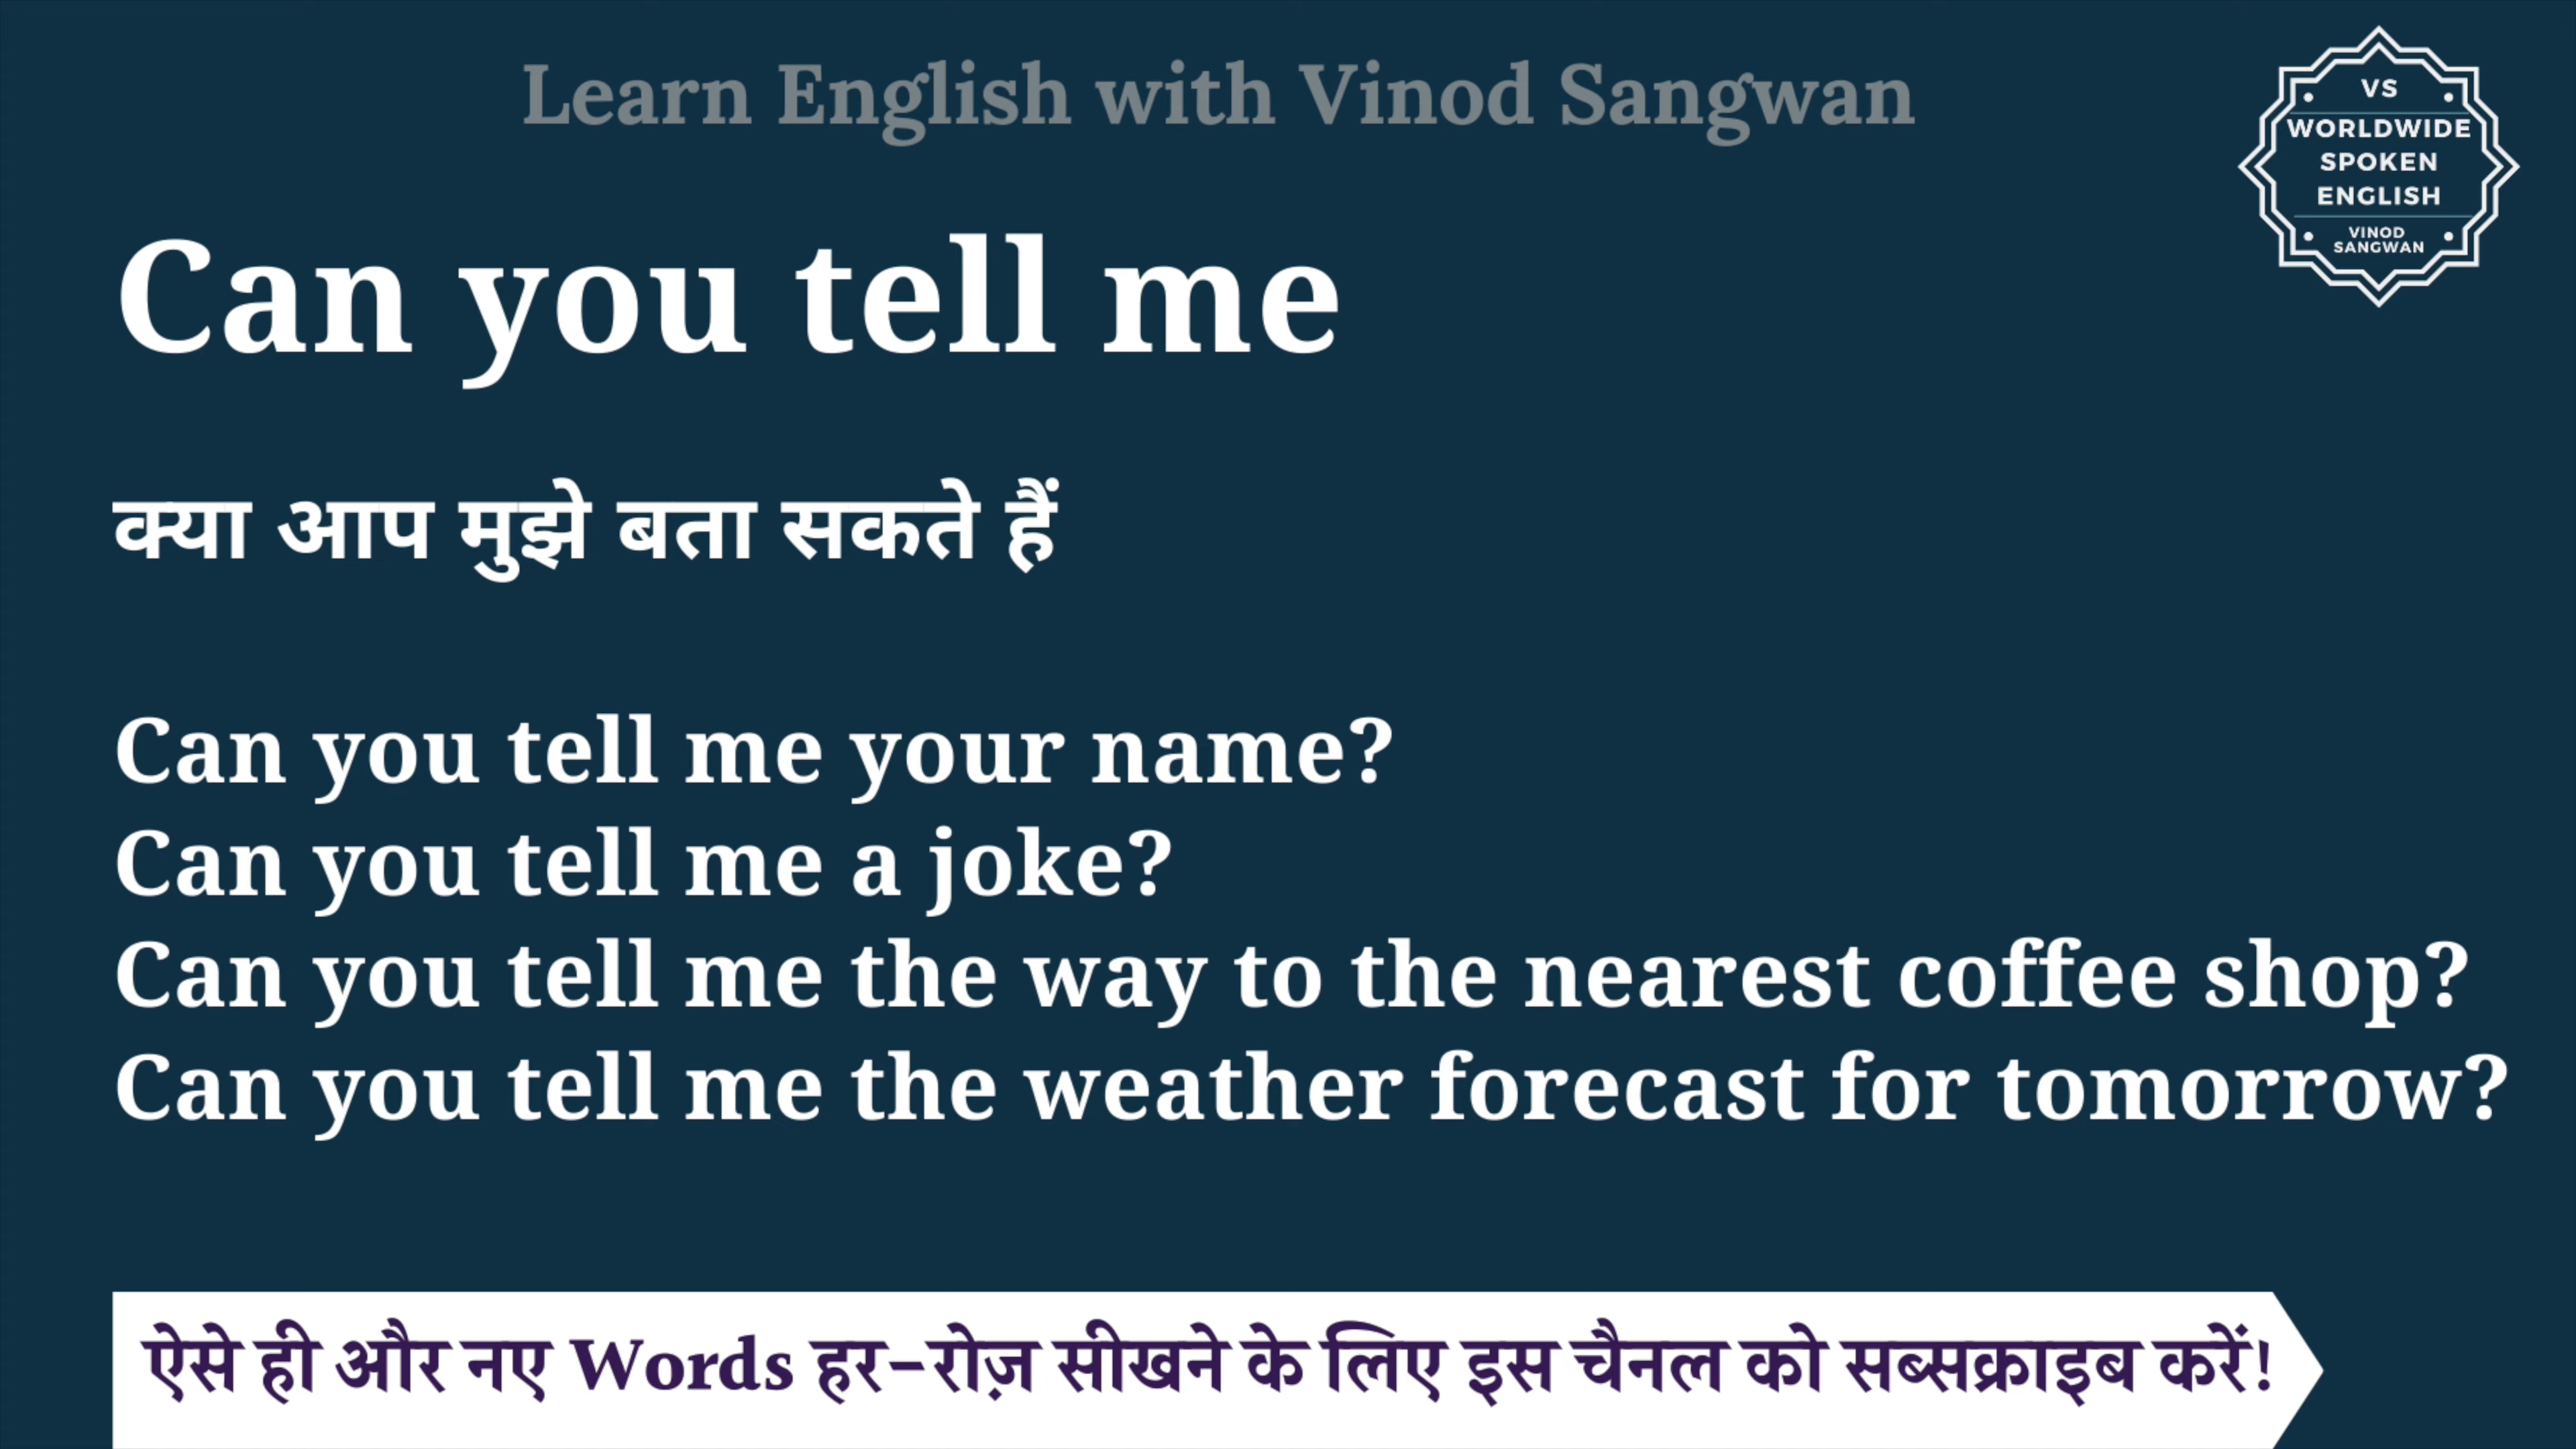 Learn English with Vinod Sangwan
VS
WORLDWIDE
SPOKEN
ENGLISH
VINOD
SANGWAN
Can you tell me
क्या आप मुझे बता सकते हैं
Can you tell me your name?
Can you tell me a joke?
Can you tell me the way to the nearest coffee shop?
Can you tell me the weather forecast for tomorrow?
ऐसे ही और नए Words हर-रोज़ सीखने के लिए इस चैनल को सब्सक्राइब करें!